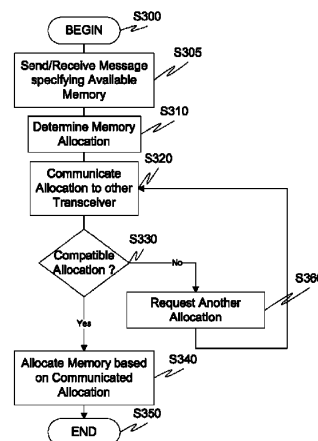 BEGIN
S300
S305
Send/Receive Message
specifying Available
Memory
S310
Determine Memory
Allocation
S320
Communicate
Allocation to other
Transceiver
S330
Compatible
Allocation ?
No
S360
Request Another
Allocation
Yes
S340
Allocate Memory based
on Communicated
Allocation
S350
END